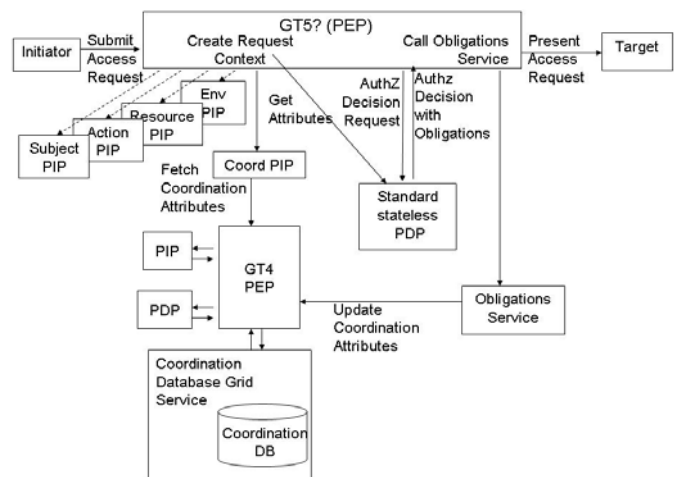 GT5? (PEP)
Initiator
Submit
Access
Request
Create Request
Context
Call Obligations
Service
Present
Access
Request
Target
Env
PIP
Resource
PIP
Action
PIP
Subject
PIP
Get
Attributes
AuthZ
Decision
Request
Authz
Decision
with
Obligations
Coord PIP
Fetch
Coordination
Attributes
Standard
stateless
PDP
PIP
GT4
PEP
PDP
Update
Coordination
Attributes
Obligations
Service
Coordination
Database Grid
Service
Coordination
DB